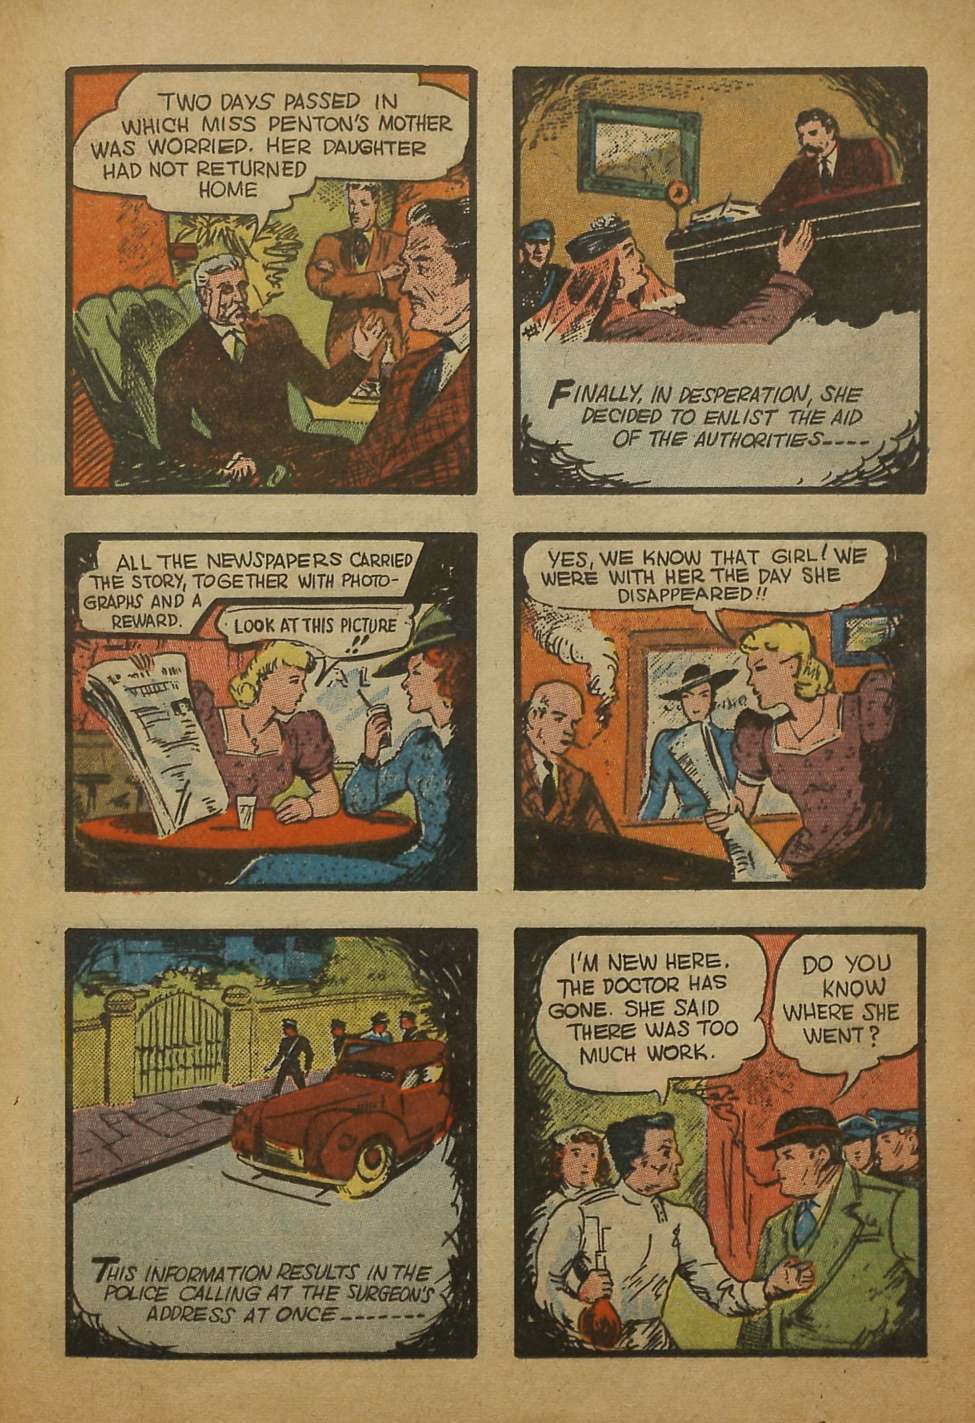 TWO DAYS PASSED IN
WHICH MISS PENTON'S MOTHER
WAS WORRIED. HER DAUGHTER
HAD NOT RETURNED
HOME
FINALLY, IN DESPERATION, SHE
DECIDED TO ENLIST THE AID
OF THE AUTHORITIES----
ALL THE NEWSPAPERS CARRIED
THE STORY, TOGETHER WITH PHOTO-
GRAPHS AND A
REWARD.
LOOK AT THIS PICTURE
!!
YES, WE KNOW THAT GIRL! WE
WERE WITH HER THE DAY SHE
DISAPPEARED!!
THIS INFORMATION RESULTS IN THE
POLICE CALLING AT THE SURGEON'S
ADDRESS AT ONCE-------
I'M NEW HERE.
THE DOCTOR HAS
GONE. SHE SAID
THERE WAS TOO
MUCH WORK.
DO YOU
KNOW
WHERE SHE
WENT?